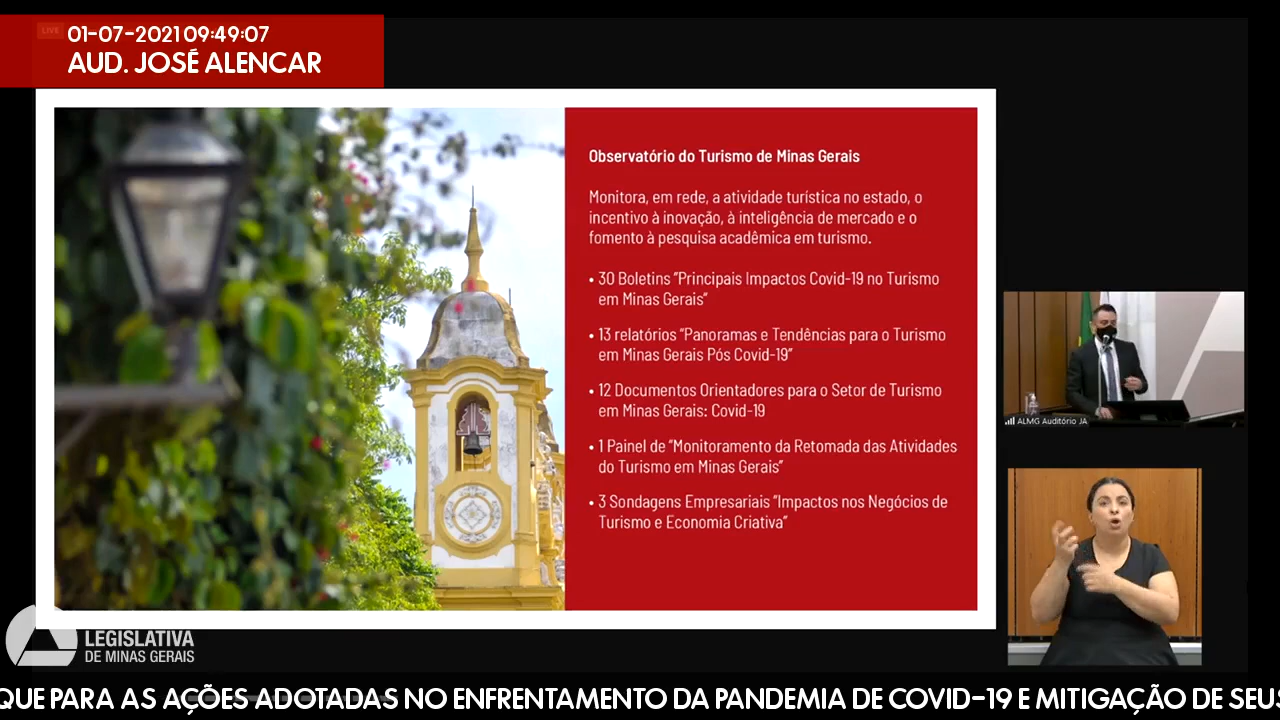 LIVE
01-07-2021 09:49:07
AUD. JOSÉ ALENCAR
Observatório do Turismo de Minas Gerais
Monitora, em rede, a atividade turística no estado, o
incentivo à inovação, à inteligência de mercado e o
fomento à pesquisa acadêmica em turismo.
• 30 Boletins "Principais Impactos Covid-19 no Turismo
em Minas Gerais"
• 13 relatórios "Panoramas e Tendências para o Turismo
em Minas Gerais Pós Covid-19"
• 12 Documentos Orientadores para o Setor de Turismo
em Minas Gerais: Covid-19
• 1 Painel de "Monitoramento da Retomada das Atividades
do Turismo em Minas Gerais"
• 3 Sondagens Empresariais "Impactos nos Negócios de
Turismo e Economia Criativa"
ALMG Auditório JA
LEGISLATIVA
DE MINAS GERAIS
QUE PARA AS AÇÕES ADOTADAS NO ENFRENTAMENTO DA PANDEMIA DE COVID-19 E MITIGAÇÃO DE SEUS